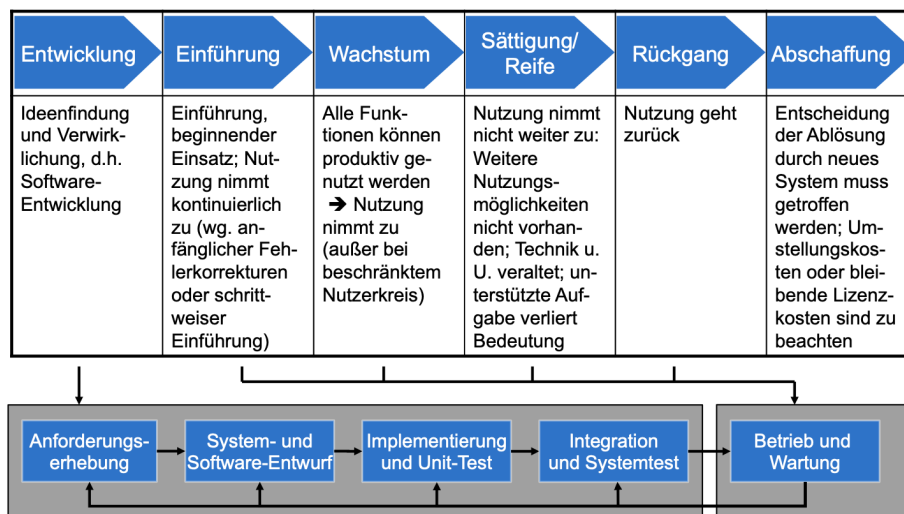 Entwicklung
Einführung
Wachstum
Sättigung/
Reife
Rückgang
Abschaffung
Ideenfindung
und Verwirk-
lichung, d.h.
Software-
Entwicklung
Einführung,
beginnender
Einsatz; Nut-
zung nimmt
kontinuierlich
zu (wg. an-
fänglicher Feh-
lerkorrekturen
oder schritt-
weiser
Einführung)
Alle Funk-
tionen können
produktiv ge-
nutzt werden
➔ Nutzung
nimmt zu
(außer bei
beschränktem
Nutzerkreis)
Nutzung nimmt
nicht weiter zu:
Weitere
Nutzungs-
möglichkeiten
nicht vorhan-
den; Technik u.
U. veraltet; un-
terstützte Auf-
gabe verliert
Bedeutung
Nutzung geht
zurück
Entscheidung
der Ablösung
durch neues
System muss
getroffen
werden; Um-
stellungskos-
ten oder blei-
bende Lizenz-
kosten sind zu
beachten
Anforderungs-
erhebung
System- und
Software-Entwurf
Implementierung
und Unit-Test
Integration
und Systemtest
Betrieb und
Wartung